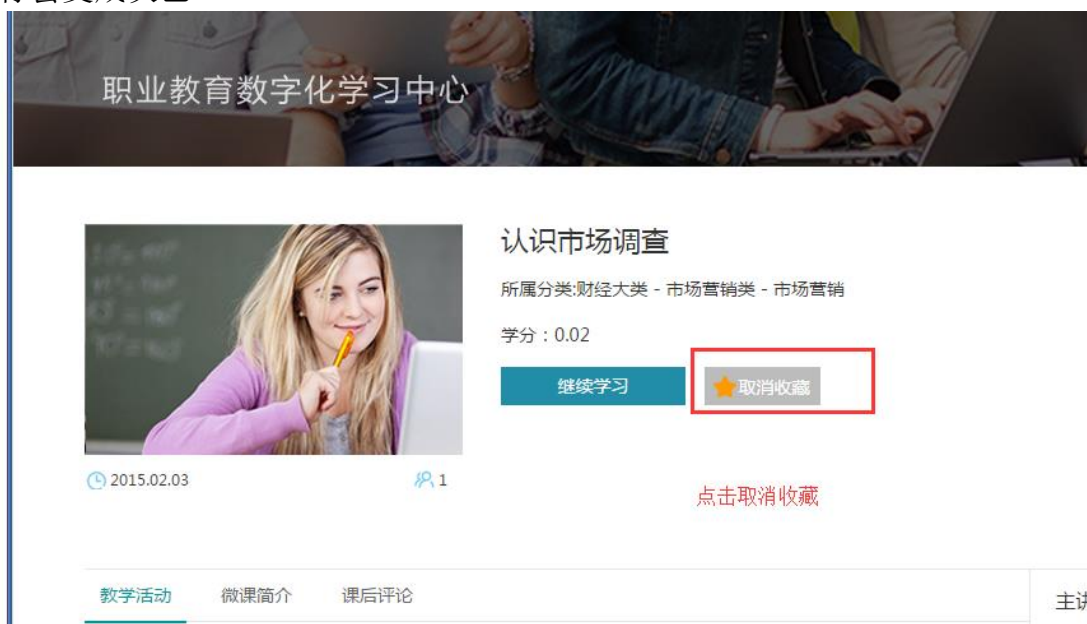 职业教育数字化学习中心
认识市场调查
所属分类:财经大类 - 市场营销类 - 市场营销
学分：0.02
继续学习
取消收藏
2015.02.03
1
点击取消收藏
教学活动
微课简介
课后评论
主讲